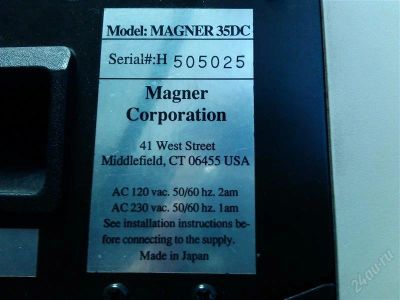 Model: MAGNER 35DC
Serial#:H 505025
Magner
Corporation
41 West Street
Middlefield, CT 06455 USA
AC 120 vac. 50/60 hz. 2am
AC 230 vac. 50/60 hz. 1am
See installation instructions be-
fore connecting to the supply.
Made in Japan
24au.ru